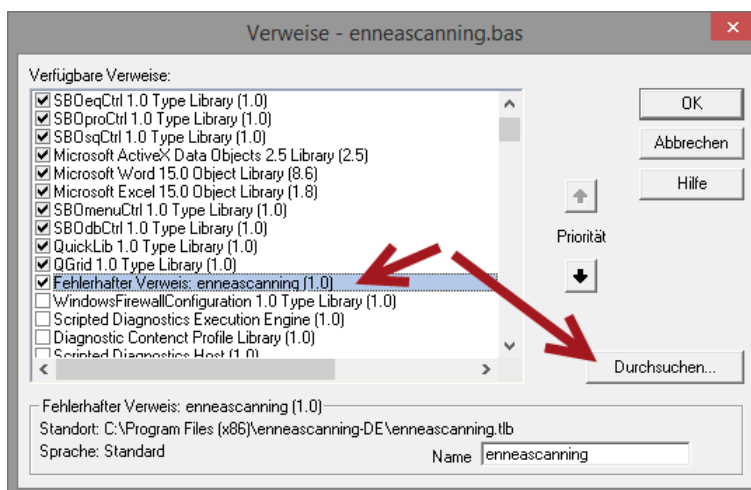 Verweise - enneascanning.bas
Verfügbare Verweise:
SBOeqCtrl 1.0 Type Library (1.0)
SBOproCtrl 1.0 Type Library (1.0)
SBOsqCtrl 1.0 Type Library (1.0)
Microsoft ActiveX Data Objects 2.5 Library (2.5)
Microsoft Word 15.0 Object Library (8.6)
Microsoft Excel 15.0 Object Library (1.8)
SBOmenuCtrl 1.0 Type Library (1.0)
SBOdbCtrl 1.0 Type Library (1.0)
QuickLib 1.0 Type Library (1.0)
QGrid 1.0 Type Library (1.0)
Fehlerhafter Verweis: enneascanning (1.0)
WindowsFirewallConfiguration 1.0 Type Library (1.0)
Scripted Diagnostics Execution Engine (1.0)
Diagnostic Contenct Profile Library (1.0)
Scripted Diagnostics Host (1.0)
OK
Abbrechen
Hilfe
Priorität
Durchsuchen...
Fehlerhafter Verweis: enneascanning (1.0)
Standort: C:\Program Files (x86)\enneascanning-DE\enneascanning.tlb
Sprache: Standard
Name enneascanning